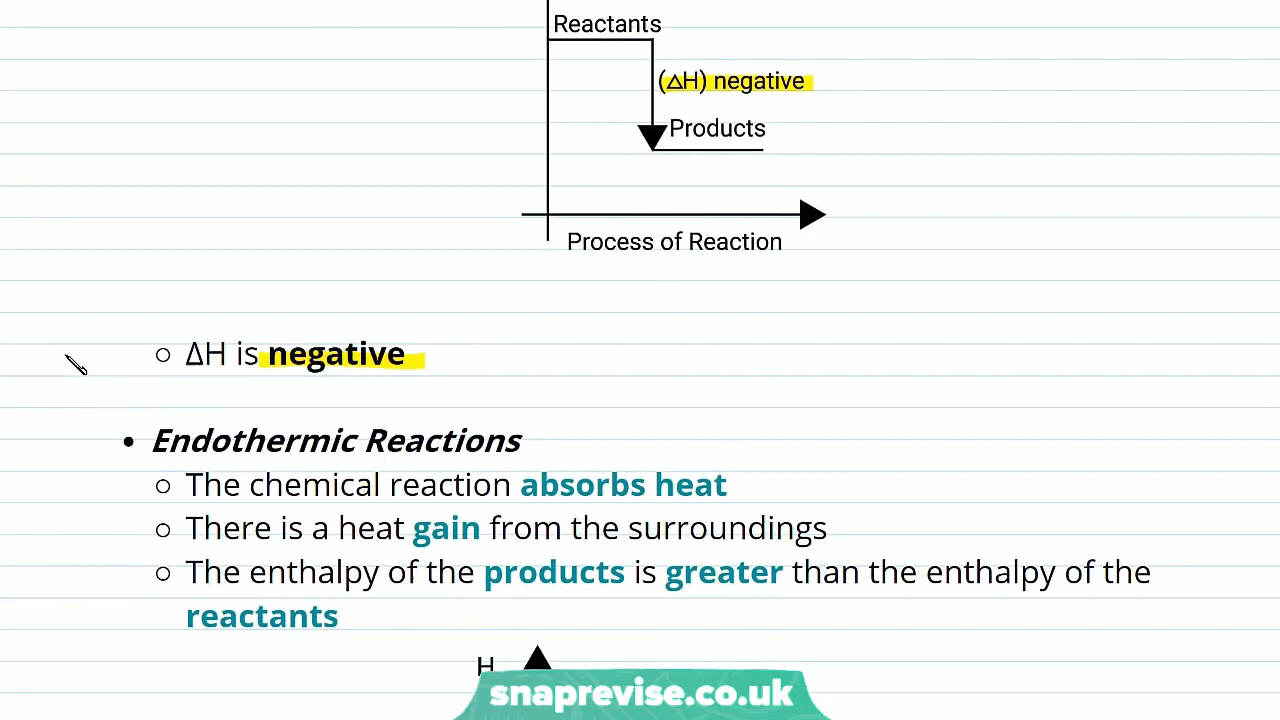 Reactants
(ΔH) negative
Products
Process of Reaction
ΔH is negative
Endothermic Reactions
The chemical reaction absorbs heat
There is a heat gain from the surroundings
The enthalpy of the products is greater than the enthalpy of the
reactants
H
snaprevise.co.uk